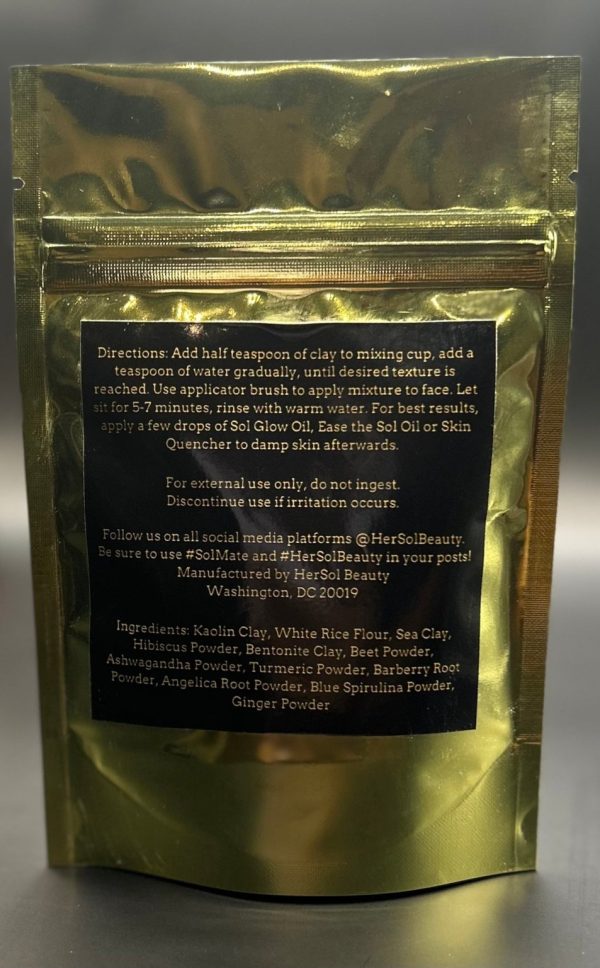 Directions: Add half teaspoon of clay to mixing cup, add a
teaspoon of water gradually, until desired texture is
reached. Use applicator brush to apply mixture to face. Let
sit for 5-7 minutes, rinse with warm water. For best results,
apply a few drops of Sol Glow Oil, Ease the Sol Oil or Skin
Quencher to damp skin afterwards.
For external use only, do not ingest.
Discontinue use if irritation occurs.
Follow us on all social media platforms @HerSolBeauty.
Be sure to use #SolMate and #HerSolBeauty in your posts!
Manufactured by HerSol Beauty
Washington, DC 20019
Ingredients: Kaolin Clay, White Rice Flour, Sea Clay,
Hibiscus Powder, Bentonite Clay, Beet Powder,
Ashwagandha Powder, Turmeric Powder, Barberry Root
Powder, Angelica Root Powder, Blue Spirulina Powder,
Ginger Powder